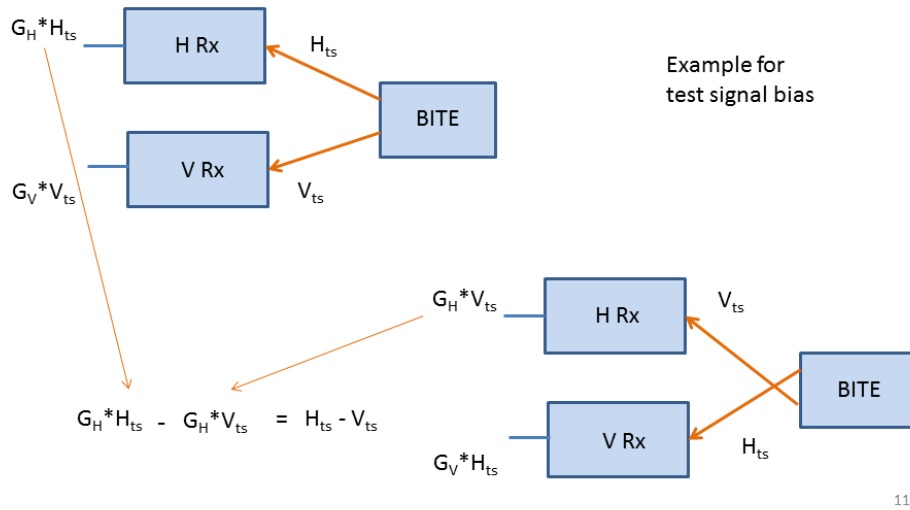 G_H*H_ts
H Rx
H_ts
Example for
test signal bias
BITE
V Rx
G_V*V_ts
V_ts
G_H*V_ts
H Rx
V_ts
BITE
G_H*H_ts - G_H*V_ts = H_ts - V_ts
V Rx
H_ts
G_V*H_ts
11